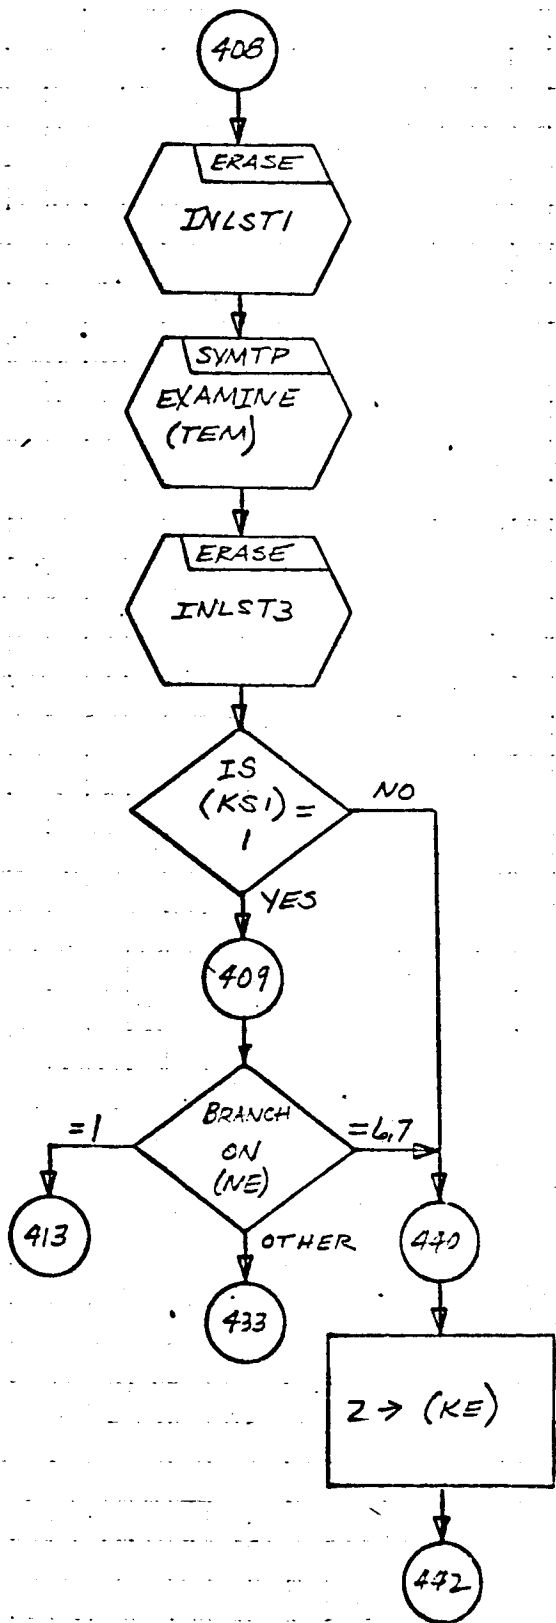 408
ERASE
INLST1
SYMTP
EXAMINE
(TEM)
ERASE
INLST3
IS
(KS1) =
1
NO
YES
409
BRANCH
ON
(NE)
=1
=6,7
OTHER
413
433
440
2 → (KE)
442